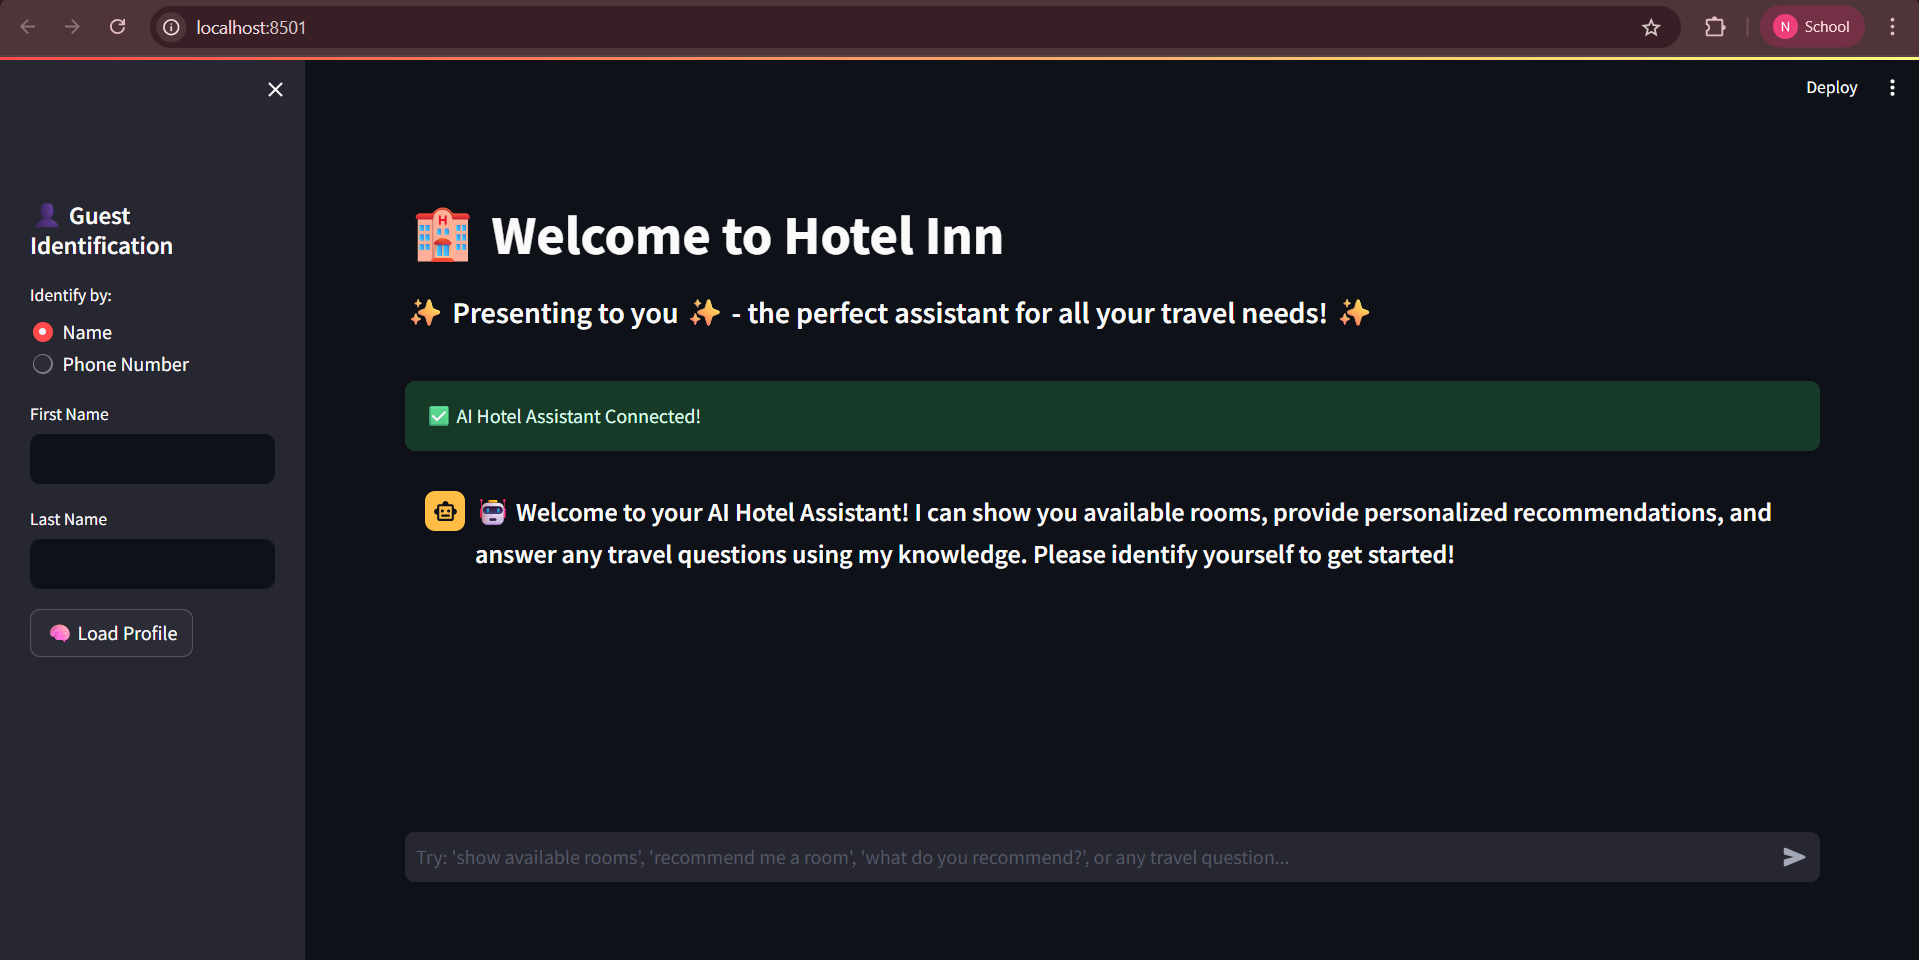 localhost:8501
N School
Deploy
👤 Guest
Identification
Identify by:
Name
Phone Number
First Name
Last Name
🧠 Load Profile
🏨 Welcome to Hotel Inn
✨ Presenting to you ✨ - the perfect assistant for all your travel needs! ✨
✅ AI Hotel Assistant Connected!
🤖 Welcome to your AI Hotel Assistant! I can show you available rooms, provide personalized recommendations, and
answer any travel questions using my knowledge. Please identify yourself to get started!
Try: 'show available rooms', 'recommend me a room', 'what do you recommend?', or any travel question...